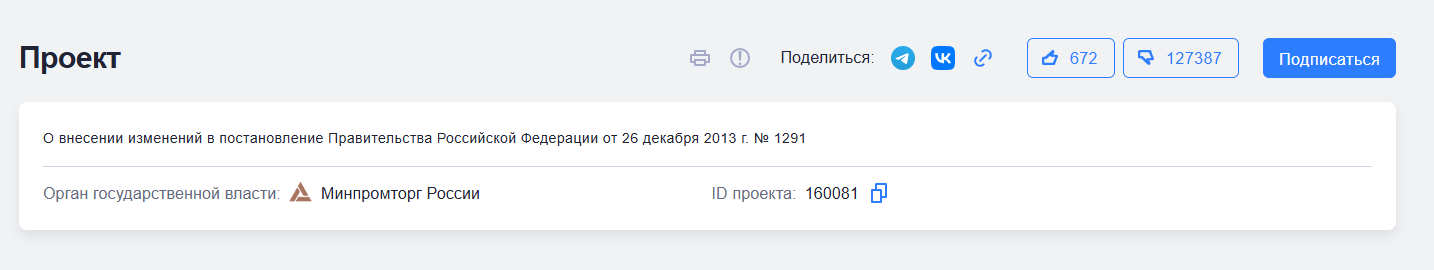 Проект
Поделиться:
672
127387
Подписаться
О внесении изменений в постановление Правительства Российской Федерации от 26 декабря 2013 г. № 1291
Орган государственной власти: Минпромторг России
ID проекта: 160081